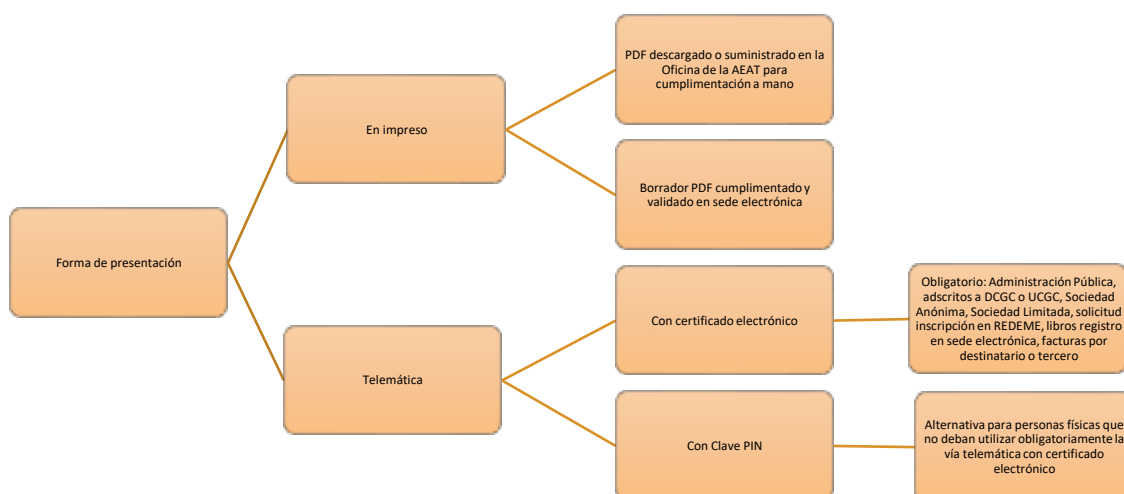 Forma de presentación
En impreso
PDF descargado o suministrado en la
Oficina de la AEAT para
cumplimentación a mano
Borrador PDF cumplimentado y
validado en sede electrónica
Telemática
Con certificado electrónico
Obligatorio: Administración Pública,
adscritos a DCGC o UCGC, Sociedad
Anónima, Sociedad Limitada, solicitud
inscripción en REDEME, libros registro
en sede electrónica, facturas por
destinatario o tercero
Con Clave PIN
Alternativa para personas físicas que
no deban utilizar obligatoriamente la
vía telemática con certificado
electrónico